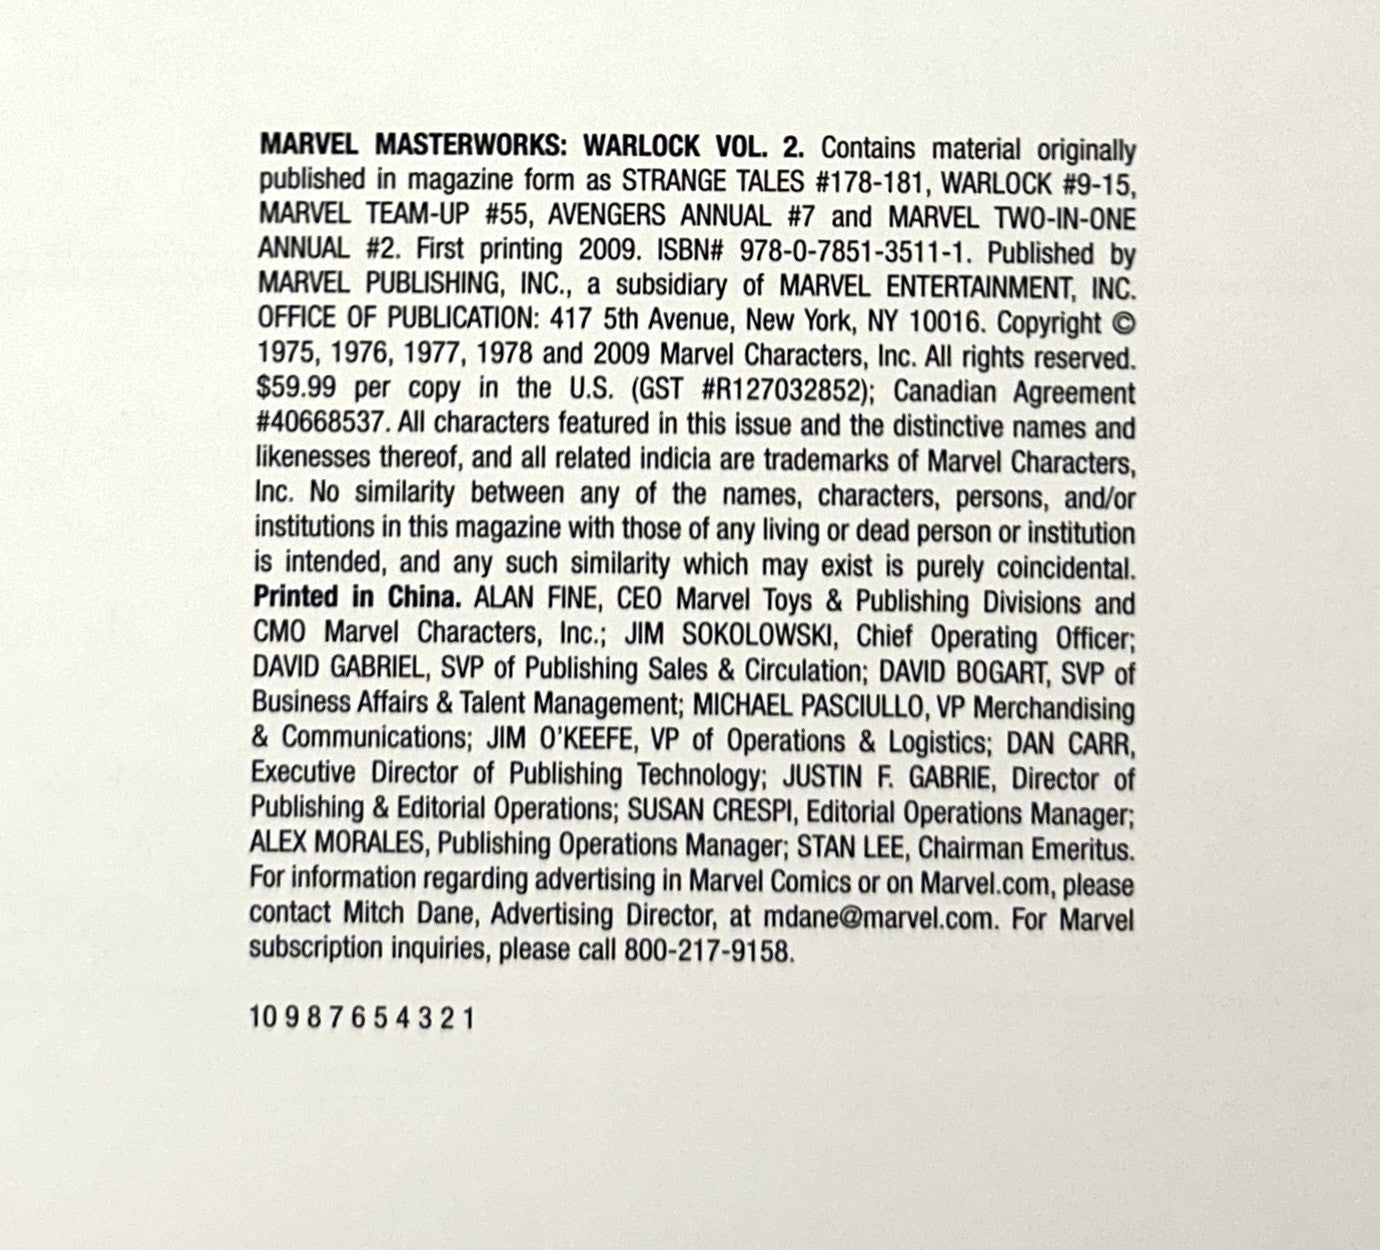 MARVEL MASTERWORKS: WARLOCK VOL. 2. Contains material originally
published in magazine form as STRANGE TALES #178-181, WARLOCK #9-15,
MARVEL TEAM-UP #55, AVENGERS ANNUAL #7 and MARVEL TWO-IN-ONE
ANNUAL #2. First printing 2009. ISBN# 978-0-7851-3511-1. Published by
MARVEL PUBLISHING, INC., a subsidiary of MARVEL ENTERTAINMENT, INC.
OFFICE OF PUBLICATION: 417 5th Avenue, New York, NY 10016. Copyright ©
1975, 1976, 1977, 1978 and 2009 Marvel Characters, Inc. All rights reserved.
$59.99 per copy in the U.S. (GST #R127032852); Canadian Agreement
#40668537. All characters featured in this issue and the distinctive names and
likenesses thereof, and all related indicia are trademarks of Marvel Characters,
Inc. No similarity between any of the names, characters, persons, and/or
institutions in this magazine with those of any living or dead person or institution
is intended, and any such similarity which may exist is purely coincidental.
Printed in China. ALAN FINE, CEO Marvel Toys & Publishing Divisions and
CMO Marvel Characters, Inc.; JIM SOKOLOWSKI, Chief Operating Officer;
DAVID GABRIEL, SVP of Publishing Sales & Circulation; DAVID BOGART, SVP of
Business Affairs & Talent Management; MICHAEL PASCIULLO, VP Merchandising
& Communications; JIM O'KEEFE, VP of Operations & Logistics; DAN CARR,
Executive Director of Publishing Technology; JUSTIN F. GABRIE, Director of
Publishing & Editorial Operations; SUSAN CRESPI, Editorial Operations Manager;
ALEX MORALES, Publishing Operations Manager; STAN LEE, Chairman Emeritus.
For information regarding advertising in Marvel Comics or on Marvel.com, please
contact Mitch Dane, Advertising Director, at mdane@marvel.com. For Marvel
subscription inquiries, please call 800-217-9158.
10 9 8 7 6 5 4 3 2 1